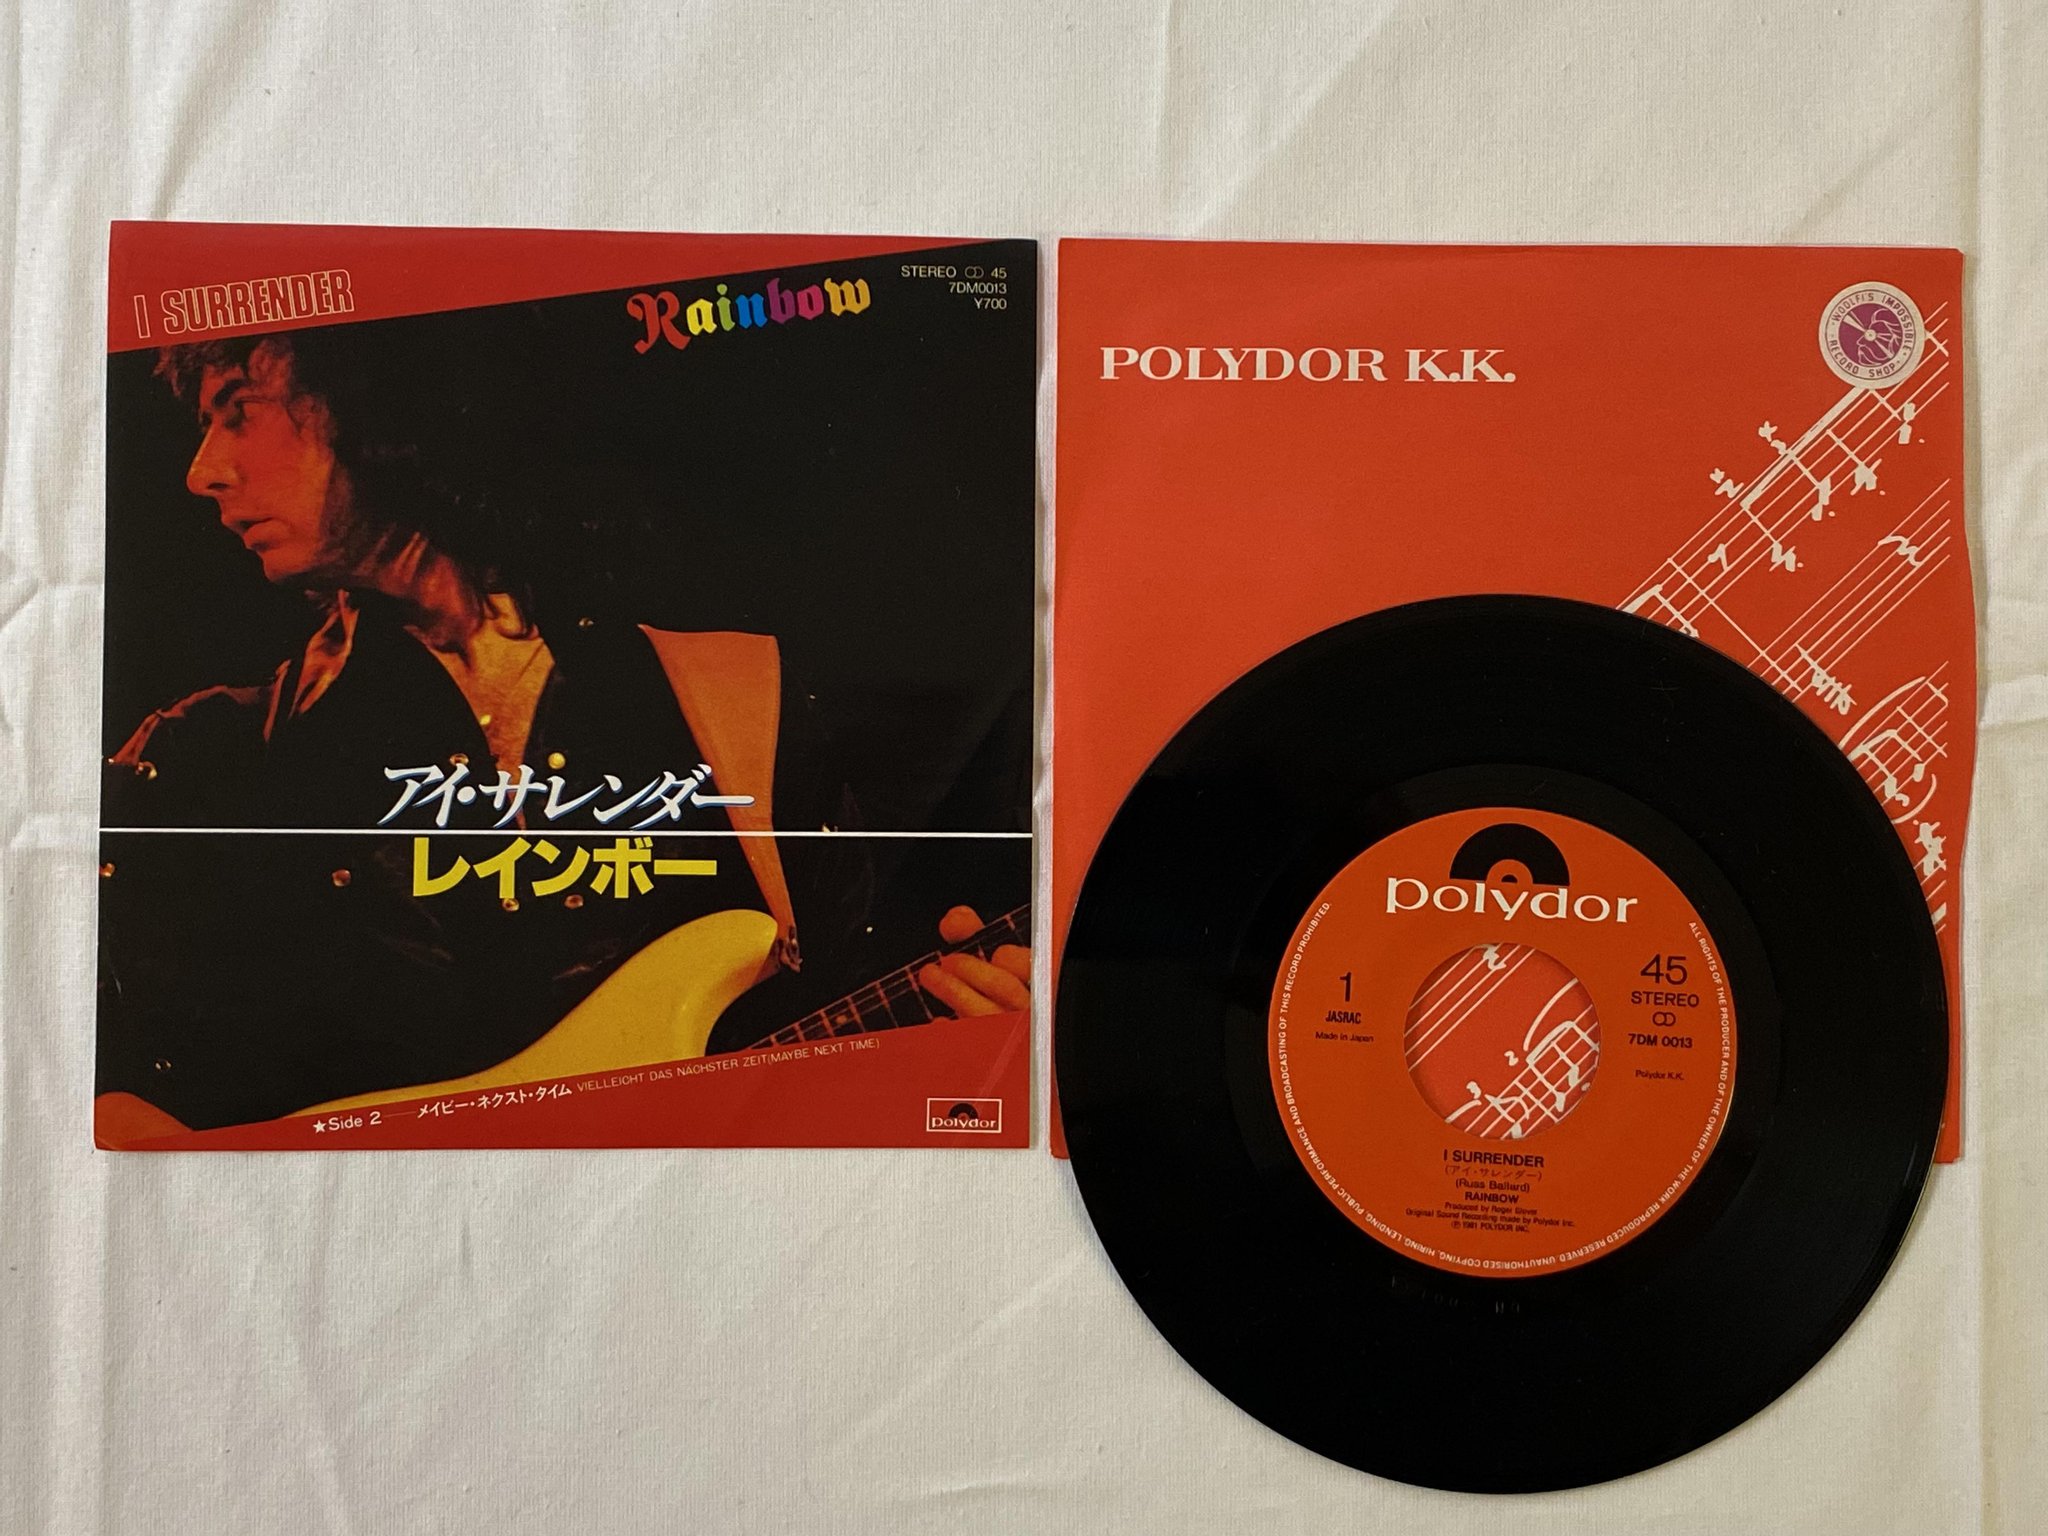 I SURRENDER
Rainbow
STEREO 45
7DM0013
¥700
アイ・サレンダー
レインボー
★Side 2 メイビー・ネクスト・タイム VIELLEICHT DAS NÄCHSTER ZEIT(MAYBE NEXT TIME)
polydor
POLYDOR K.K.
WOOLFI'S IMPOSSIBLE
RECORD SHOP
polydor
1
JASRAC
Made in Japan
45
STEREO
7DM 0013
Polydor K.K.
I SURRENDER
(アイ・サレンダー)
(Russ Ballard)
RAINBOW
Produced by Roger Glover
Original Sound Recording made by Polydor Inc.
℗ 1981 POLYDOR INC.
ALL RIGHTS OF THE PRODUCER AND OF THE OWNER OF THE WORK REPRODUCED RESERVED. UNAUTHORISED COPYING, HIRING, LENDING, PUBLIC PERFORMANCE AND BROADCASTING OF THIS RECORD PROHIBITED.